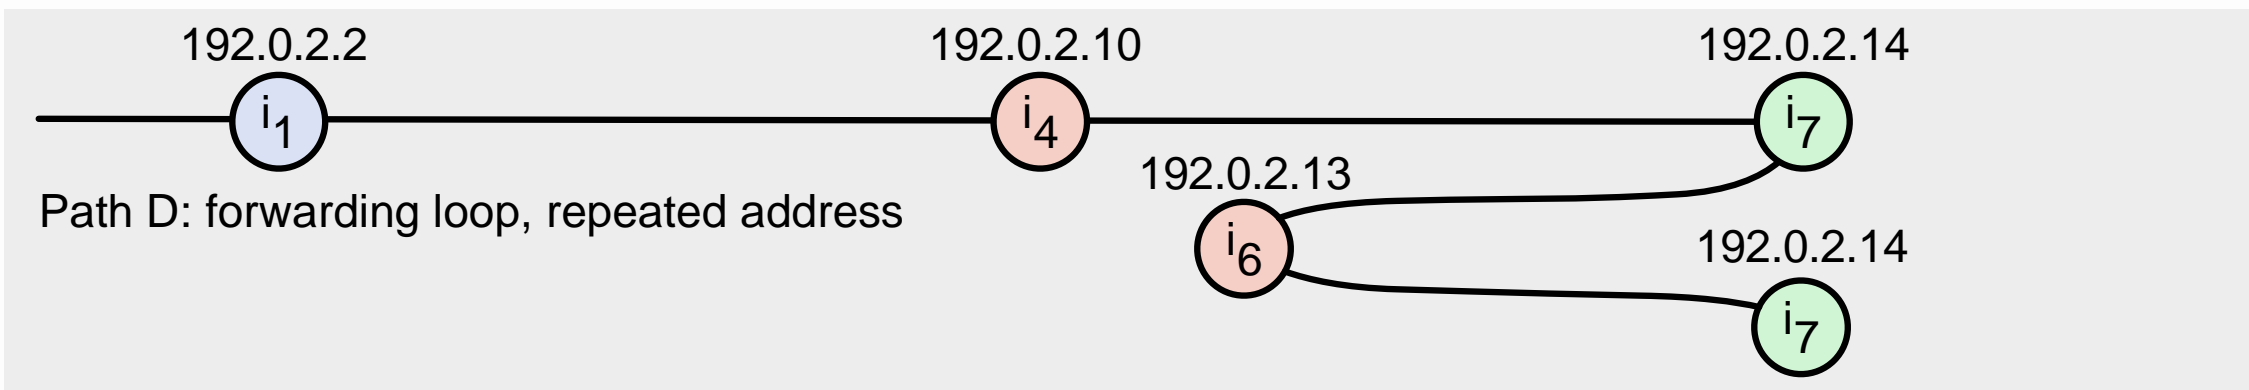 192.0.2.2
192.0.2.10
192.0.2.14
i1
i4
i7
192.0.2.13
Path D: forwarding loop, repeated address
i6
192.0.2.14
i7